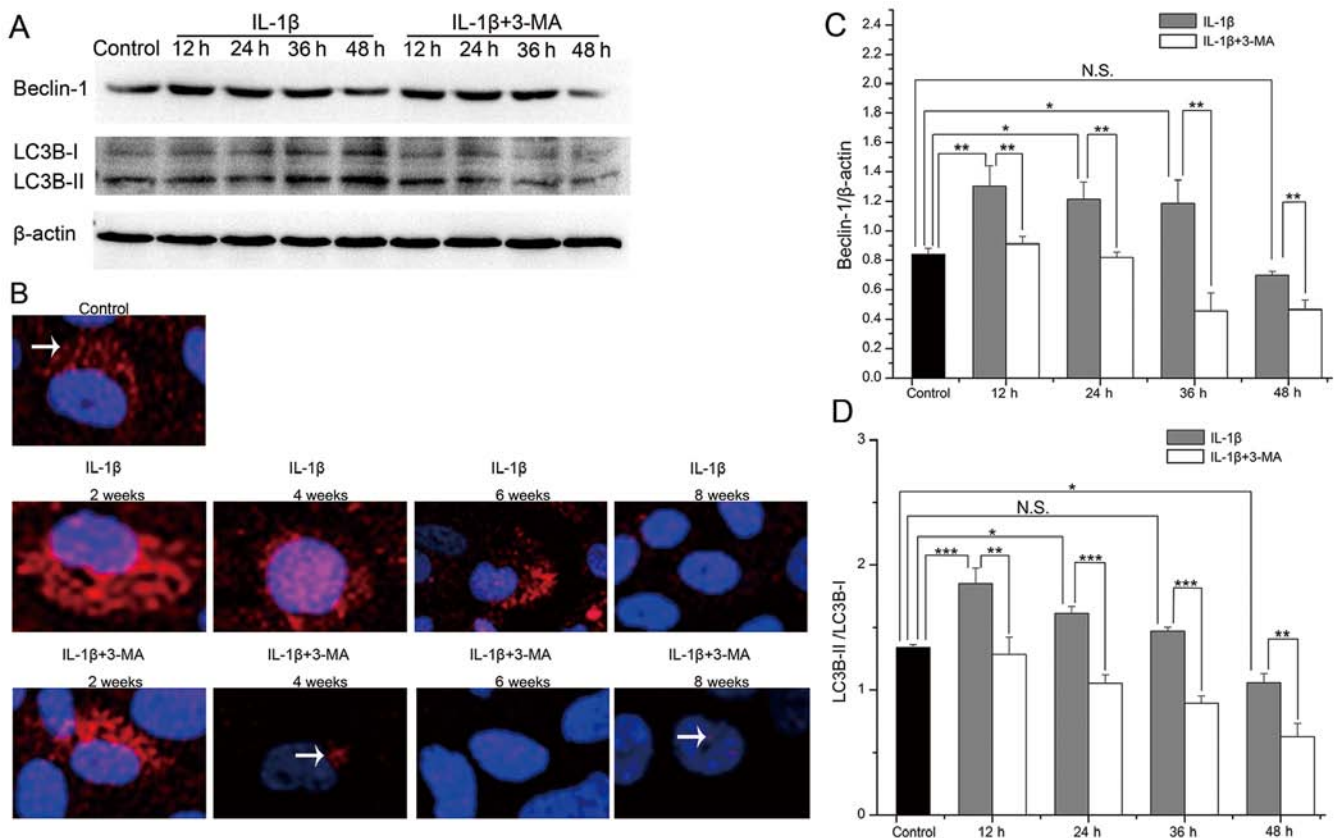 A
IL-1β IL-1β+3-MA
Control 12 h 24 h 36 h 48 h 12 h 24 h 36 h 48 h
Beclin-1
LC3B-I
LC3B-II
β-actin
B
Control
IL-1β IL-1β IL-1β IL-1β
2 weeks 4 weeks 6 weeks 8 weeks
IL-1β+3-MA IL-1β+3-MA IL-1β+3-MA IL-1β+3-MA
2 weeks 4 weeks 6 weeks 8 weeks
C
IL-1β
IL-1β+3-MA
Beclin-1/β-actin
2.4
2.2
2.0
1.8
1.6
1.4
1.2
1.0
0.8
0.6
0.4
0.2
0.0
N.S.
*
**
*
**
**
** **
Control 12 h 24 h 36 h 48 h
D
IL-1β
IL-1β+3-MA
LC3B-II /LC3B-I
3
2
1
0
*
N.S.
*
*** **
***
***
**
Control 12 h 24 h 36 h 48 h